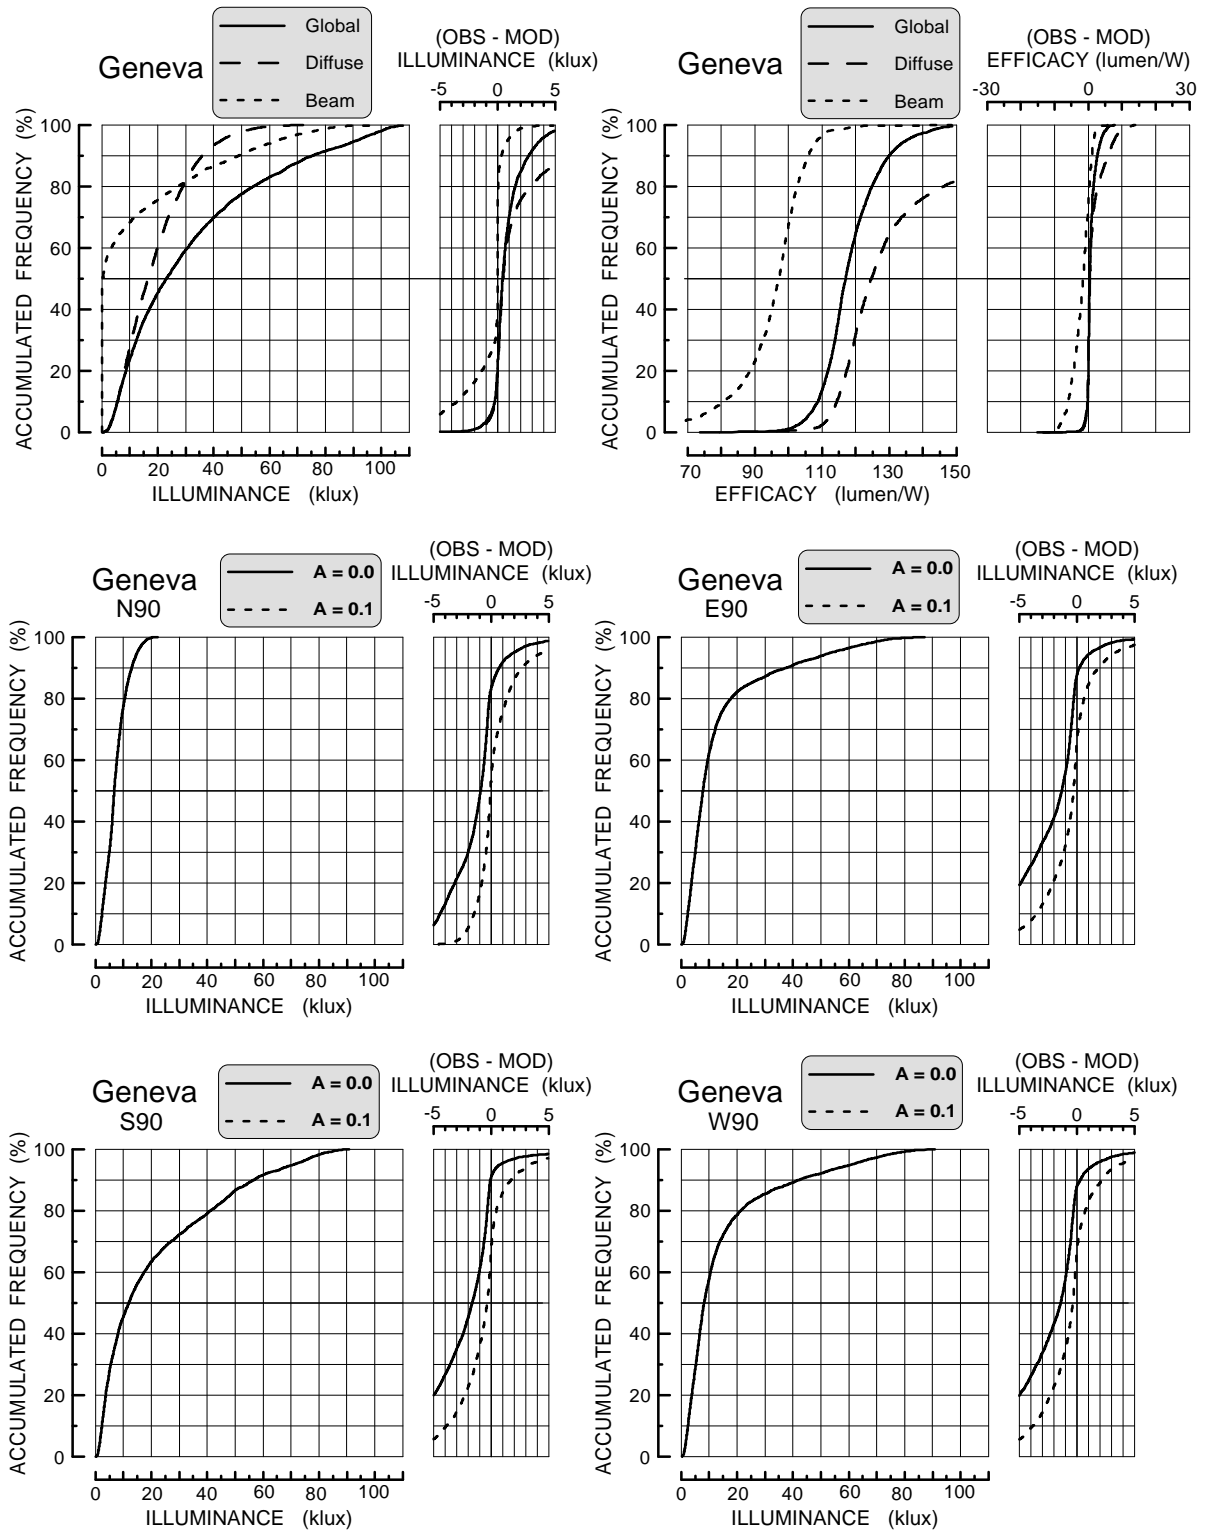 Global
Diffuse
Beam
Geneva
(OBS - MOD)
ILLUMINANCE (klux)
-5 0 5
ACCUMULATED FREQUENCY (%)
100
80
60
40
20
0
0 20 40 60 80 100
ILLUMINANCE (klux)
Global
Diffuse
Beam
Geneva
(OBS - MOD)
EFFICACY (lumen/W)
-30 0 30
ACCUMULATED FREQUENCY (%)
100
80
60
40
20
0
70 90 110 130 150
EFFICACY (lumen/W)
Geneva
N90
A = 0.0
A = 0.1
(OBS - MOD)
ILLUMINANCE (klux)
-5 0 5
ACCUMULATED FREQUENCY (%)
100
80
60
40
20
0
0 20 40 60 80 100
ILLUMINANCE (klux)
Geneva
E90
A = 0.0
A = 0.1
(OBS - MOD)
ILLUMINANCE (klux)
-5 0 5
ACCUMULATED FREQUENCY (%)
100
80
60
40
20
0
0 20 40 60 80 100
ILLUMINANCE (klux)
Geneva
S90
A = 0.0
A = 0.1
(OBS - MOD)
ILLUMINANCE (klux)
-5 0 5
ACCUMULATED FREQUENCY (%)
100
80
60
40
20
0
0 20 40 60 80 100
ILLUMINANCE (klux)
Geneva
W90
A = 0.0
A = 0.1
(OBS - MOD)
ILLUMINANCE (klux)
-5 0 5
ACCUMULATED FREQUENCY (%)
100
80
60
40
20
0
0 20 40 60 80 100
ILLUMINANCE (klux)